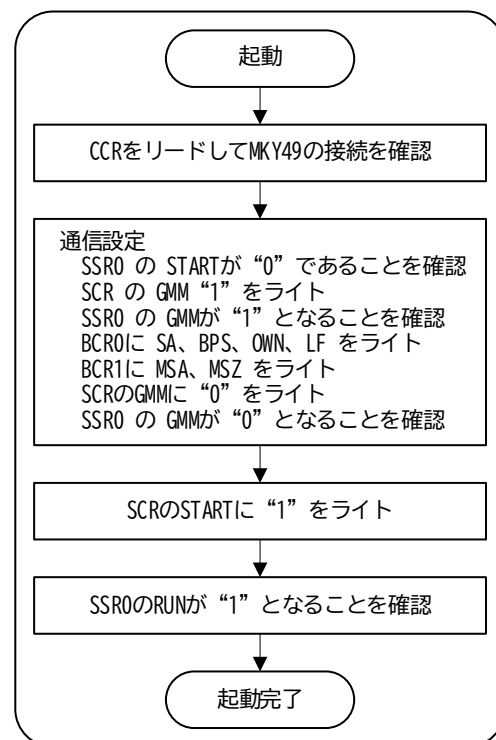 起動
CCRをリードしてMKY49の接続を確認
通信設定
SSR0 の STARTが“0”であることを確認
SCR の GMM“1”をライト
SSR0 の GMMが“1”となることを確認
BCR0に SA、BPS、OWN、LF をライト
BCR1に MSA、MSZ をライト
SCRのGMMに“0”をライト
SSR0 の GMMが“0”となることを確認
SCRのSTARTに“1”をライト
SSR0のRUNが“1”となることを確認
起動完了